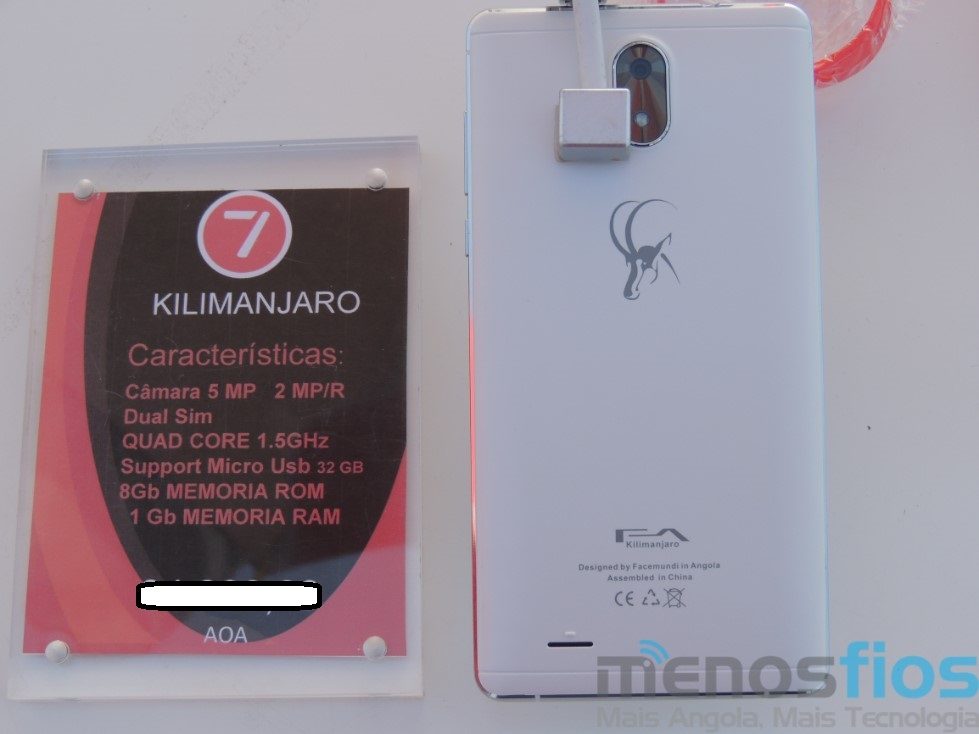 7
KILIMANJARO
Características:
Câmara 5 MP 2 MP/R
Dual Sim
QUAD CORE 1.5GHz
Support Micro Usb 32 GB
8Gb MEMORIA ROM
1 Gb MEMORIA RAM
AOA
FA
Kilimanjaro
Designed by Facemundi in Angola
Assembled in China
CE
menosfios
Mais Angola, Mais Tecnologia